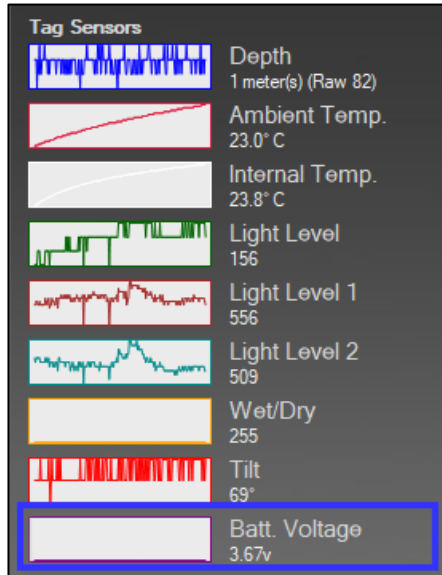 Tag Sensors
Depth
1 meter(s) (Raw 82)
Ambient Temp.
23.0° C
Internal Temp.
23.8° C
Light Level
156
Light Level 1
556
Light Level 2
509
Wet/Dry
255
Tilt
69°
Batt. Voltage
3.67v